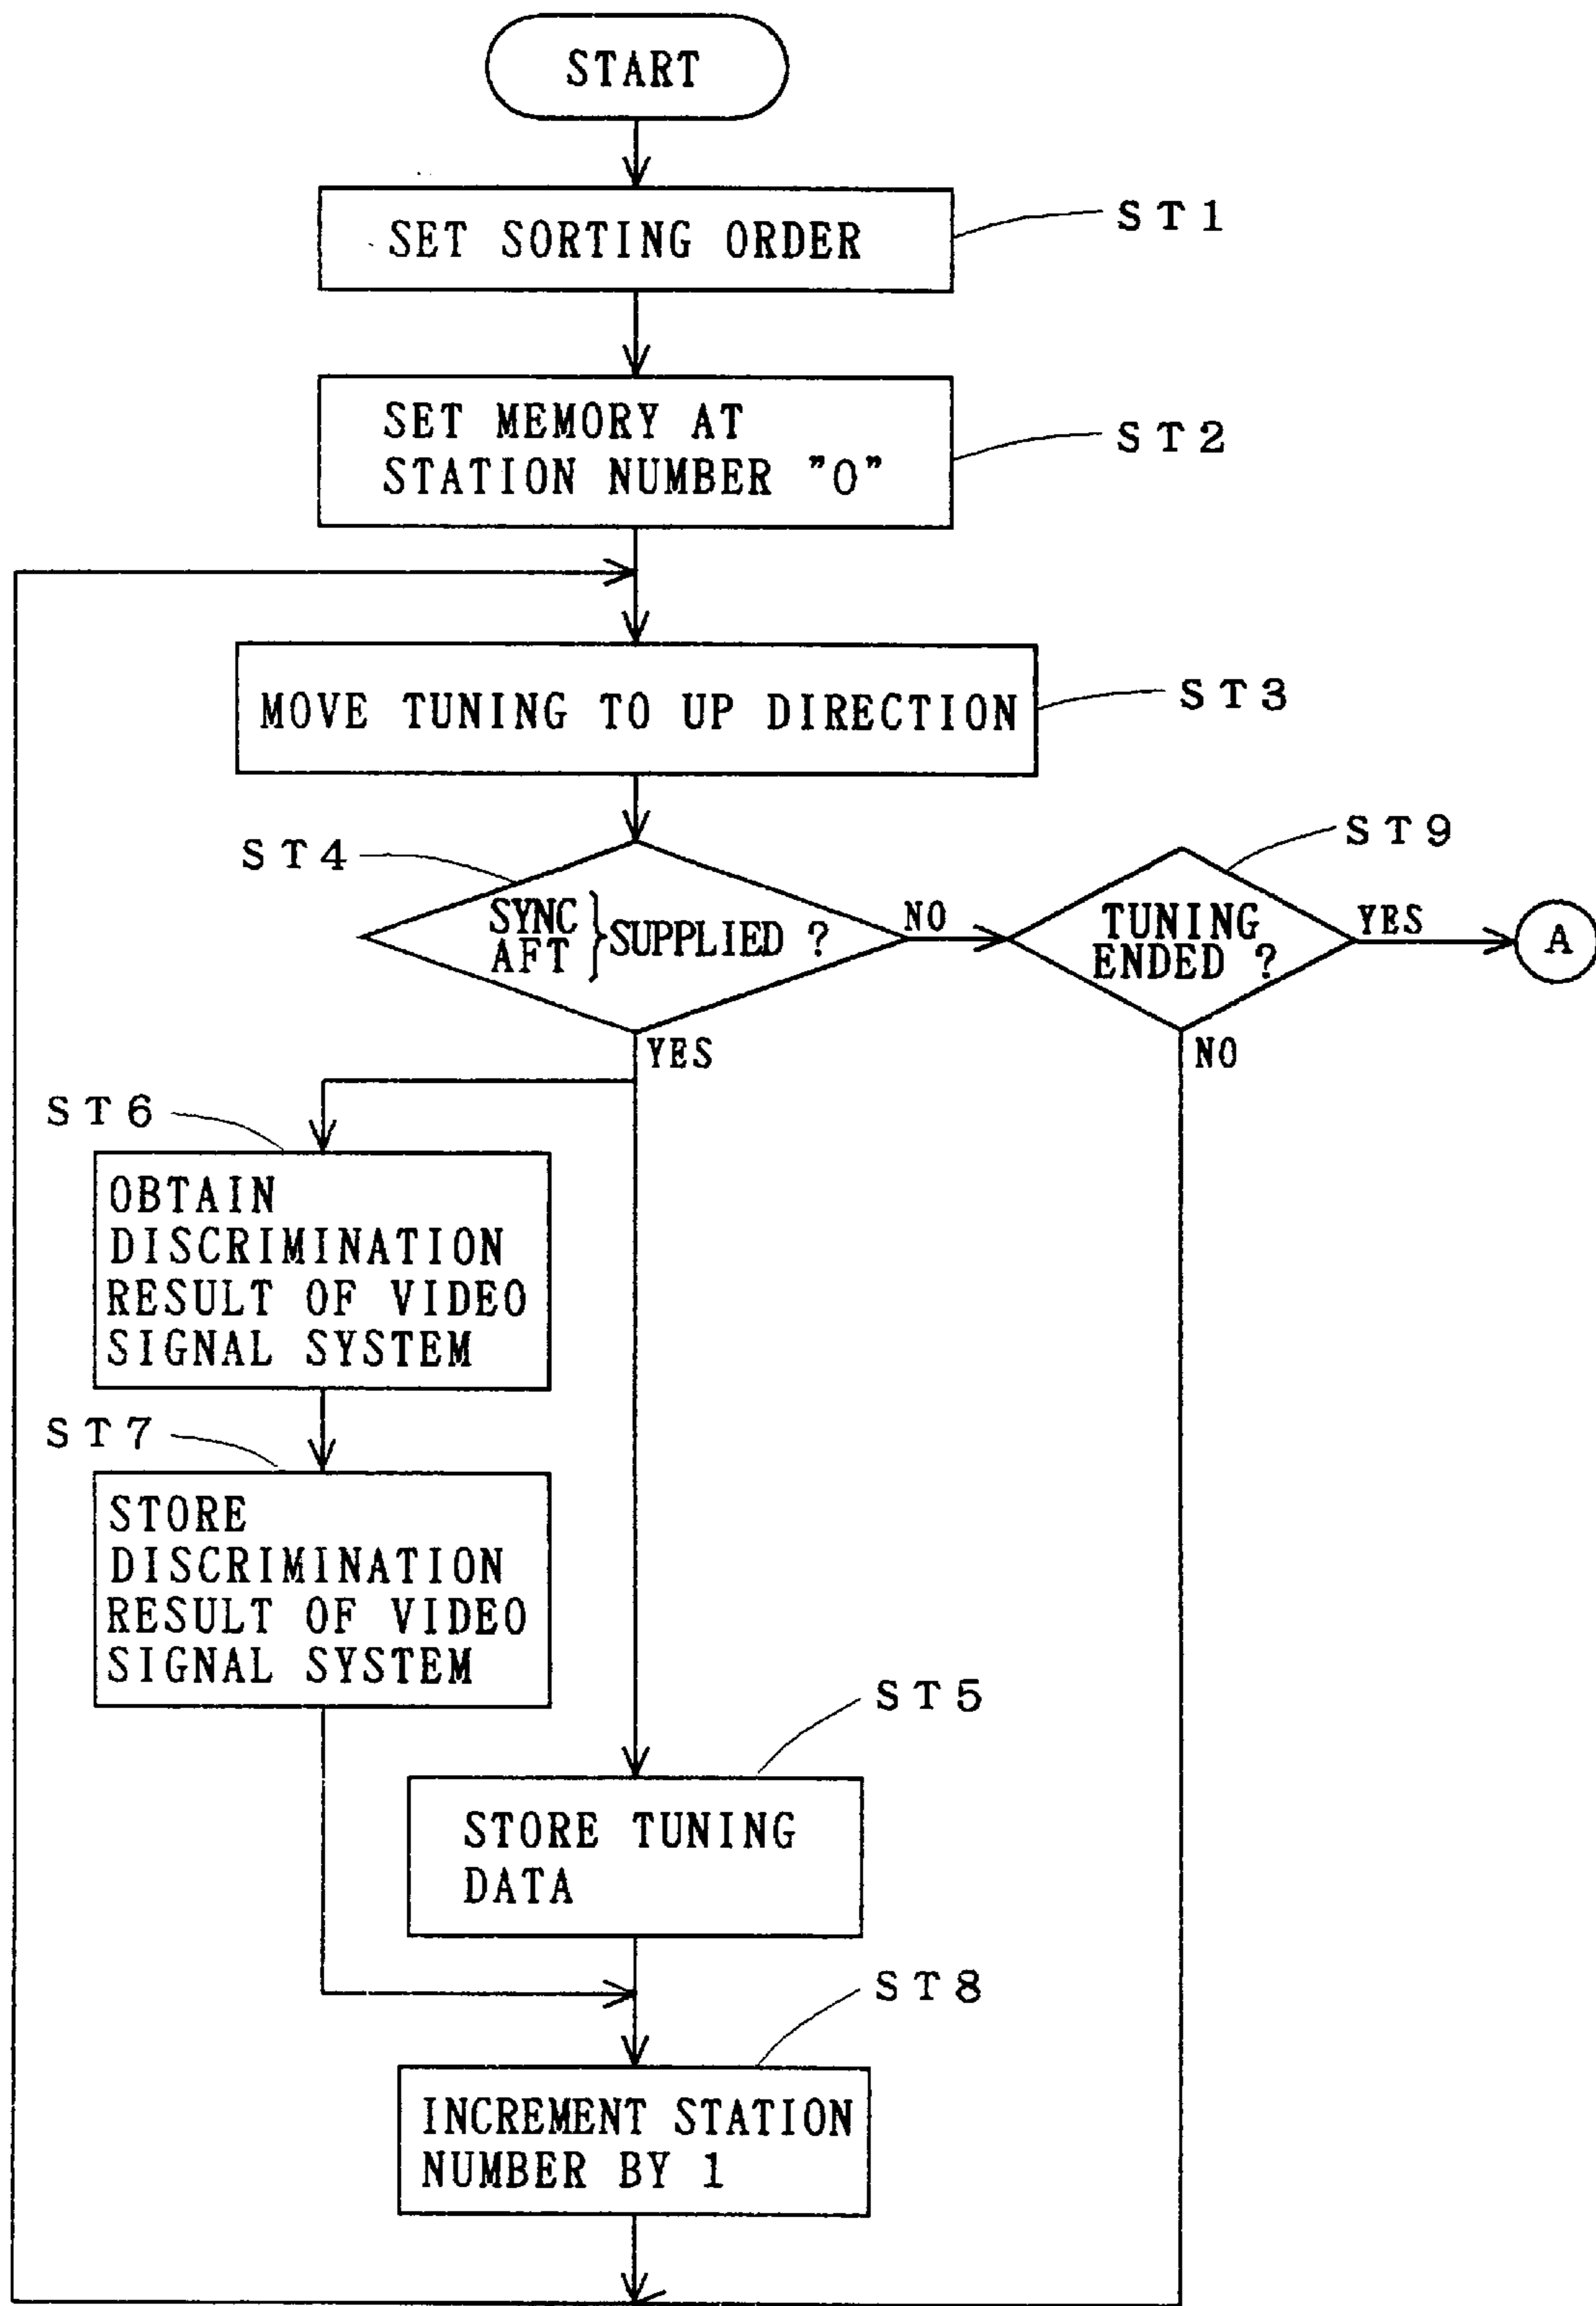 START
SET SORTING ORDER
ST1
SET MEMORY AT
STATION NUMBER "0"
ST2
MOVE TUNING TO UP DIRECTION
ST3
ST4
SYNC
AFT
SUPPLIED ?
NO
ST9
TUNING
ENDED ?
YES
A
YES
NO
ST6
OBTAIN
DISCRIMINATION
RESULT OF VIDEO
SIGNAL SYSTEM
ST7
STORE
DISCRIMINATION
RESULT OF VIDEO
SIGNAL SYSTEM
ST5
STORE TUNING
DATA
ST8
INCREMENT STATION
NUMBER BY 1